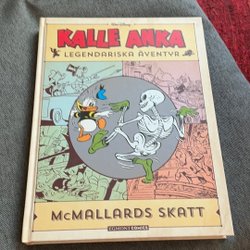 Walt Disney
KALLE ANKA
LEGENDARISKA ÄVENTYR
McMALLARDS SKATT
EGMONT COMICS